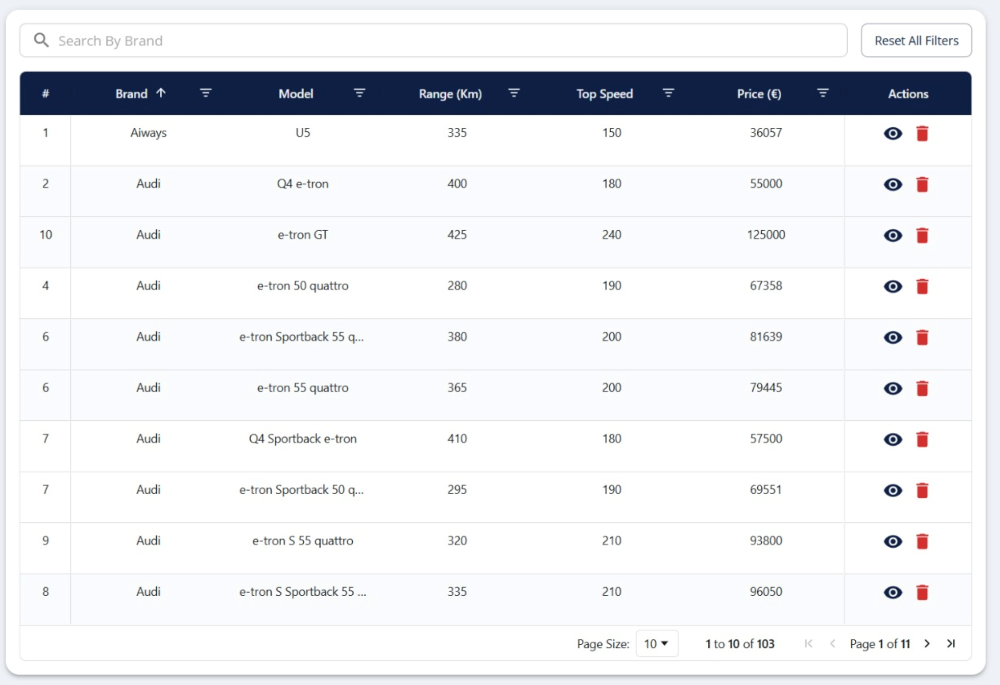 Search By Brand Reset All Filters
# Brand Model Range (Km) Top Speed Price (€) Actions
1 Aiways U5 335 150 36057
2 Audi Q4 e-tron 400 180 55000
10 Audi e-tron GT 425 240 125000
4 Audi e-tron 50 quattro 280 190 67358
6 Audi e-tron Sportback 55 q... 380 200 81639
6 Audi e-tron 55 quattro 365 200 79445
7 Audi Q4 Sportback e-tron 410 180 57500
7 Audi e-tron Sportback 50 q... 295 190 69551
9 Audi e-tron S 55 quattro 320 210 93800
8 Audi e-tron S Sportback 55 ... 335 210 96050
Page Size: 10 1 to 10 of 103 Page 1 of 11